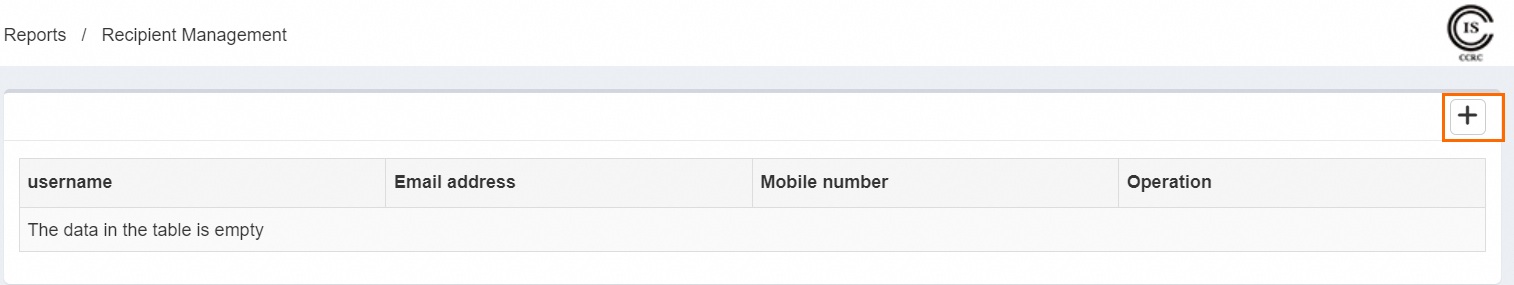 Reports / Recipient Management
IS
CCRC
+
username Email address Mobile number Operation
The data in the table is empty